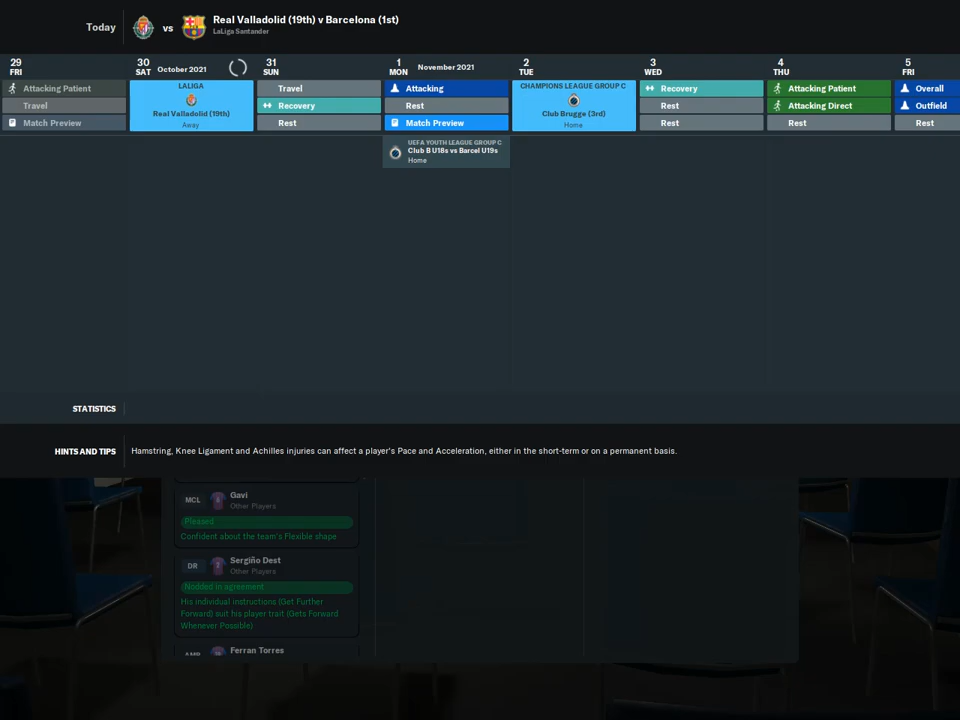 Today
vs
Real Valladolid (19th) v Barcelona (1st)
LaLiga Santander
29
FRI
30
SAT
October 2021
31
SUN
1
MON
November 2021
2
TUE
3
WED
4
THU
5
FRI
Attacking Patient
Travel
Match Preview
LALIGA
Real Valladolid (19th)
Away
Travel
Recovery
Rest
Attacking
Rest
Match Preview
CHAMPIONS LEAGUE GROUP C
Club Brugge (3rd)
Home
Recovery
Rest
Rest
Attacking Patient
Attacking Direct
Rest
Overall
Outfield
Rest
UEFA YOUTH LEAGUE GROUP C
Club B U18s vs Barcel U19s
Home
STATISTICS
HINTS AND TIPS
Hamstring, Knee Ligament and Achilles injuries can affect a player's Pace and Acceleration, either in the short-term or on a permanent basis.
MCL
Gavi
Other Players
Pleased
Confident about the team's Flexible shape
DR
Sergiño Dest
Other Players
Nodded in agreement
His individual instructions (Get Further
Forward) suit his player trait (Gets Forward
Whenever Possible)
Ferran Torres